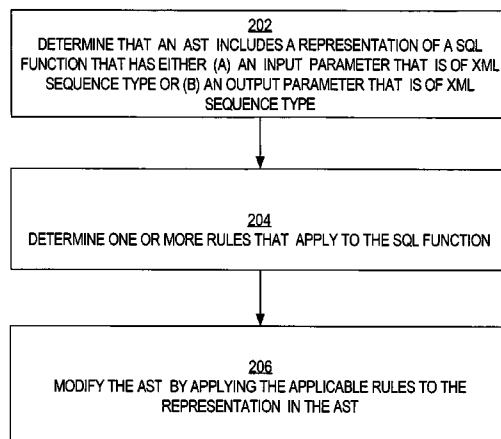 202
DETERMINE THAT AN AST INCLUDES A REPRESENTATION OF A SQL
FUNCTION THAT HAS EITHER (A) AN INPUT PARAMETER THAT IS OF XML
SEQUENCE TYPE OR (B) AN OUTPUT PARAMETER THAT IS OF XML
SEQUENCE TYPE
204
DETERMINE ONE OR MORE RULES THAT APPLY TO THE SQL FUNCTION
206
MODIFY THE AST BY APPLYING THE APPLICABLE RULES TO THE
REPRESENTATION IN THE AST